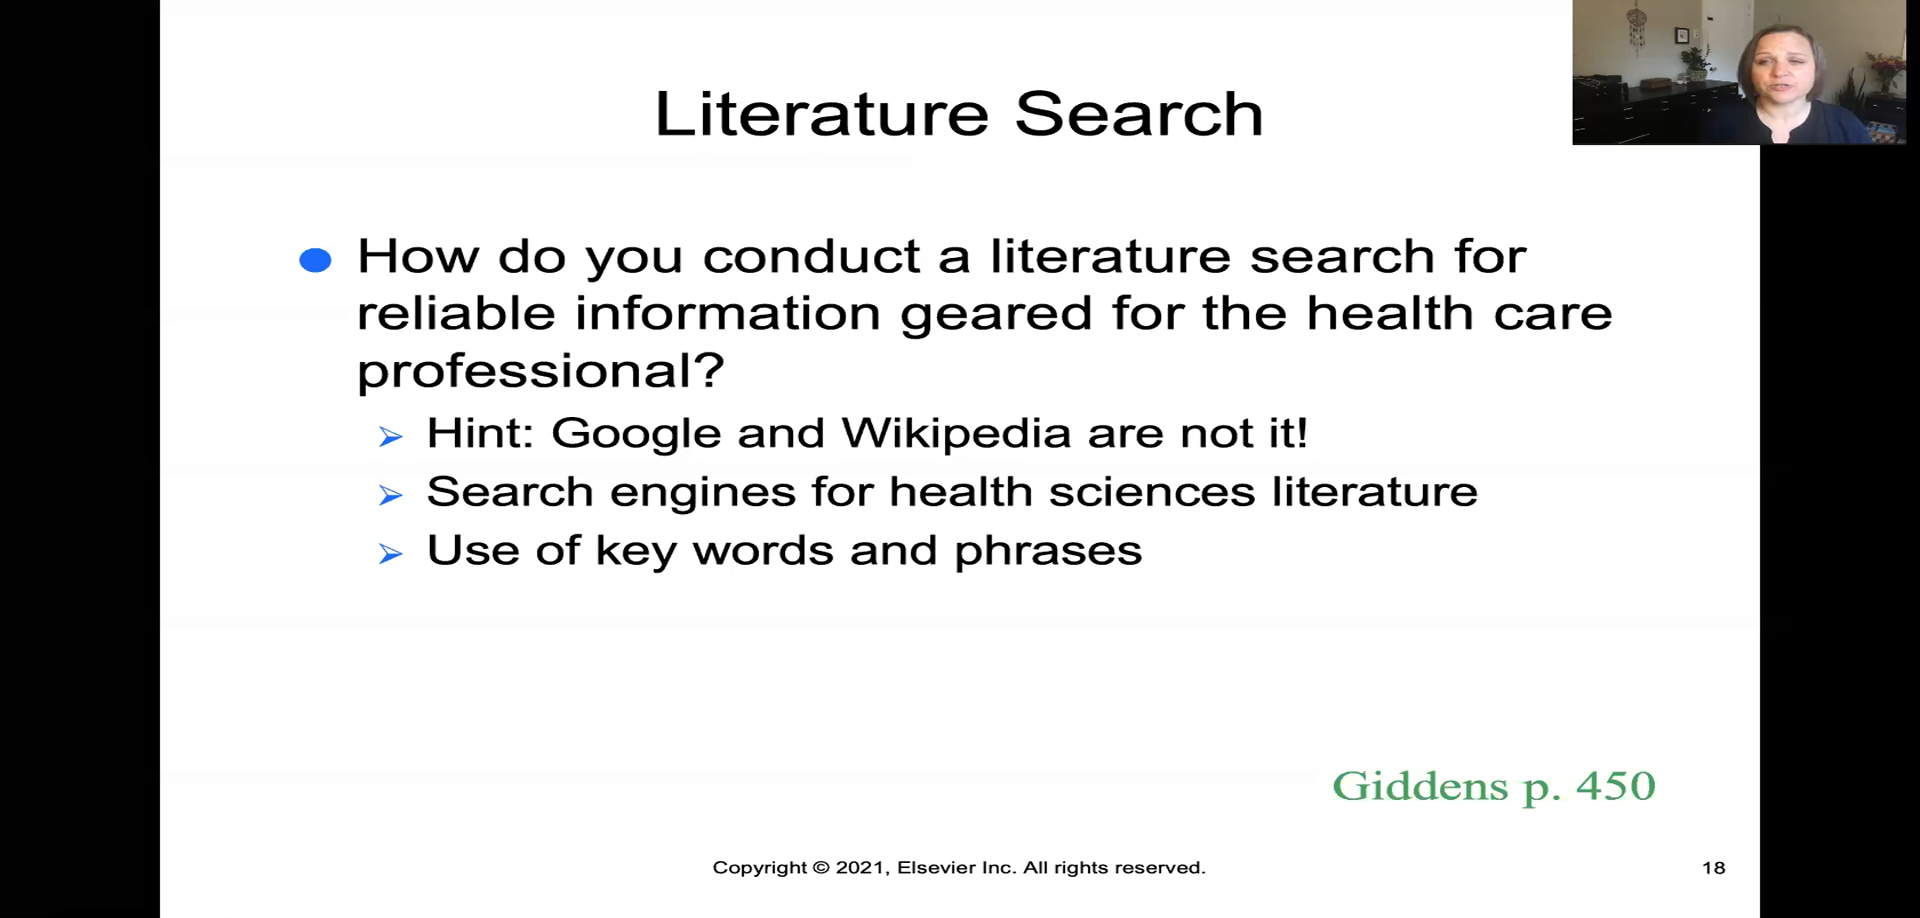 Literature Search
How do you conduct a literature search for
reliable information geared for the health care
professional?
Hint: Google and Wikipedia are not it!
Search engines for health sciences literature
Use of key words and phrases
Giddens p. 450
Copyright © 2021, Elsevier Inc. All rights reserved.
18